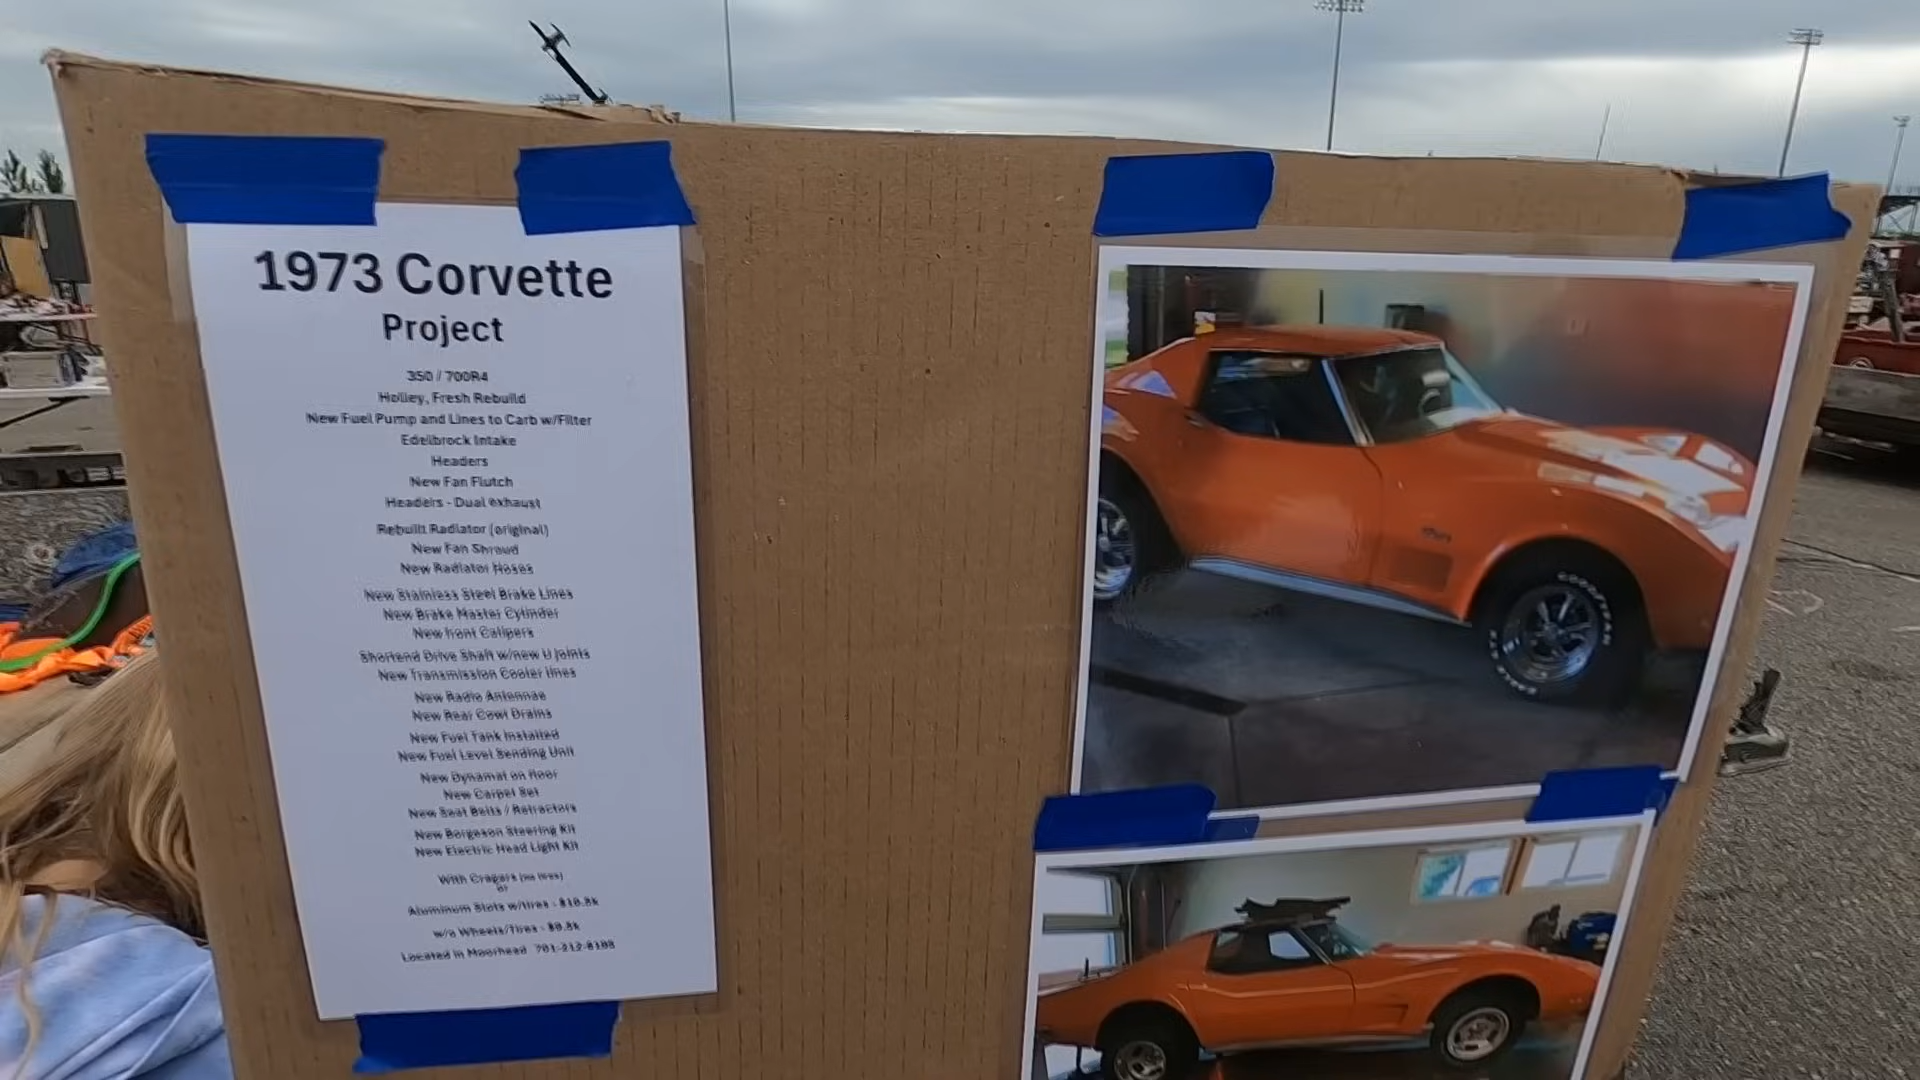 1973 Corvette
Project
350 / 700R4
Holley, Fresh Rebuild
New Fuel Pump and Lines to Carb w/Filter
Edelbrock Intake
Headers
New Fan Flutch
Headers - Dual exhaust
Rebuilt Radiator (original)
New Fan Shroud
New Radiator Hoses
New Stainless Steel Brake Lines
New Brake Master Cylinder
New front Calipers
Shortend Drive Shaft w/new U joints
New Transmission Cooler lines
New Radio Antennae
New Rear Cowl Drains
New Fuel Tank Installed
New Fuel Level Sending Unit
New Dynamat on floor
New Carpet Set
New Seat Belts / Retractors
New Borgeson Steering Kit
New Electric Head Light Kit
With Cragars (no tires)
or
Aluminum Slots w/tires -
w/o Wheels/Tires -
Located in Moorhead
GOODYEAR